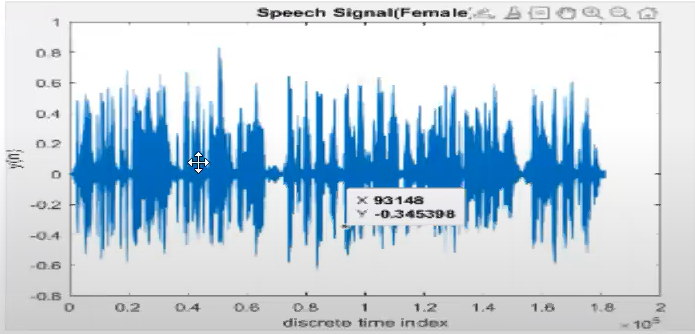 Speech Signal(Female
1
0.8
0.6
0.4
0.2
0
-0.2
-0.4
-0.6
-0.8
y(n)
X 93148
Y -0.345398
0 0.2 0.4 0.6 0.8 1 1.2 1.4 1.6 1.8 2
× 10⁵
discrete time index